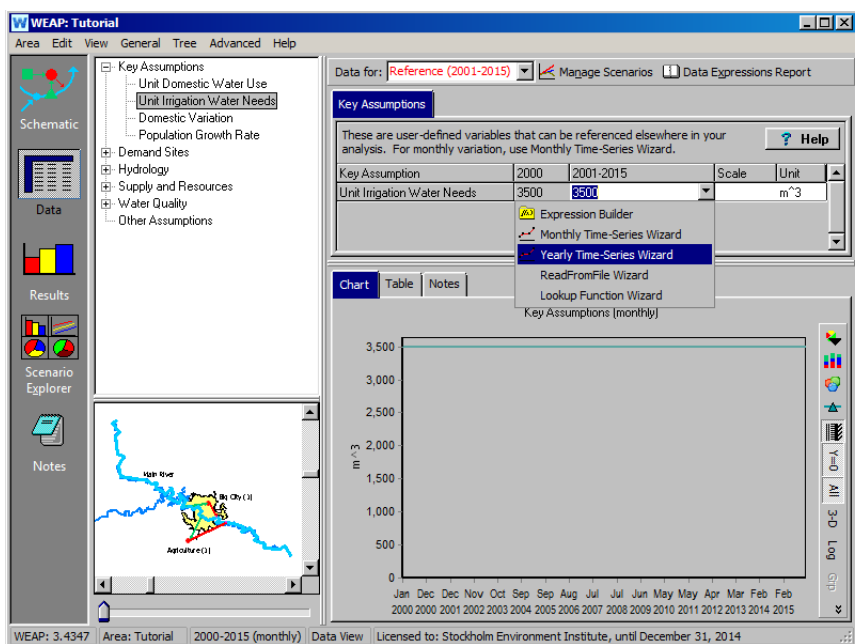 WEAP: Tutorial
Area Edit View General Tree Advanced Help
Schematic
Data
Results
Scenario
Explorer
Notes
Key Assumptions
Unit Domestic Water Use
Unit Irrigation Water Needs
Domestic Variation
Population Growth Rate
Demand Sites
Hydrology
Supply and Resources
Water Quality
Other Assumptions
Main River
Big City (1)
Agriculture (1)
Data for: Reference (2001-2015) Manage Scenarios Data Expressions Report
Key Assumptions
These are user-defined variables that can be referenced elsewhere in your
analysis. For monthly variation, use Monthly Time-Series Wizard.
? Help
Key Assumption 2000 2001-2015 Scale Unit
Unit Irrigation Water Needs 3500 3500 m^3
Expression Builder
Monthly Time-Series Wizard
Yearly Time-Series Wizard
ReadFromFile Wizard
Lookup Function Wizard
Chart Table Notes
Key Assumptions (monthly)
3,500
3,000
2,500
2,000
1,500
1,000
500
0
m^3
Jan Dec Dec Nov Oct Sep Sep Aug Jul Jul Jun May May Apr Mar Feb Feb
2000 2000 2001 2002 2003 2004 2005 2006 2007 2008 2009 2010 2011 2012 2013 2014 2015
Y=0
All
3-D
Log
Grp
WEAP: 3.4347 Area: Tutorial 2000-2015 (monthly) Data View Licensed to: Stockholm Environment Institute, until December 31, 2014